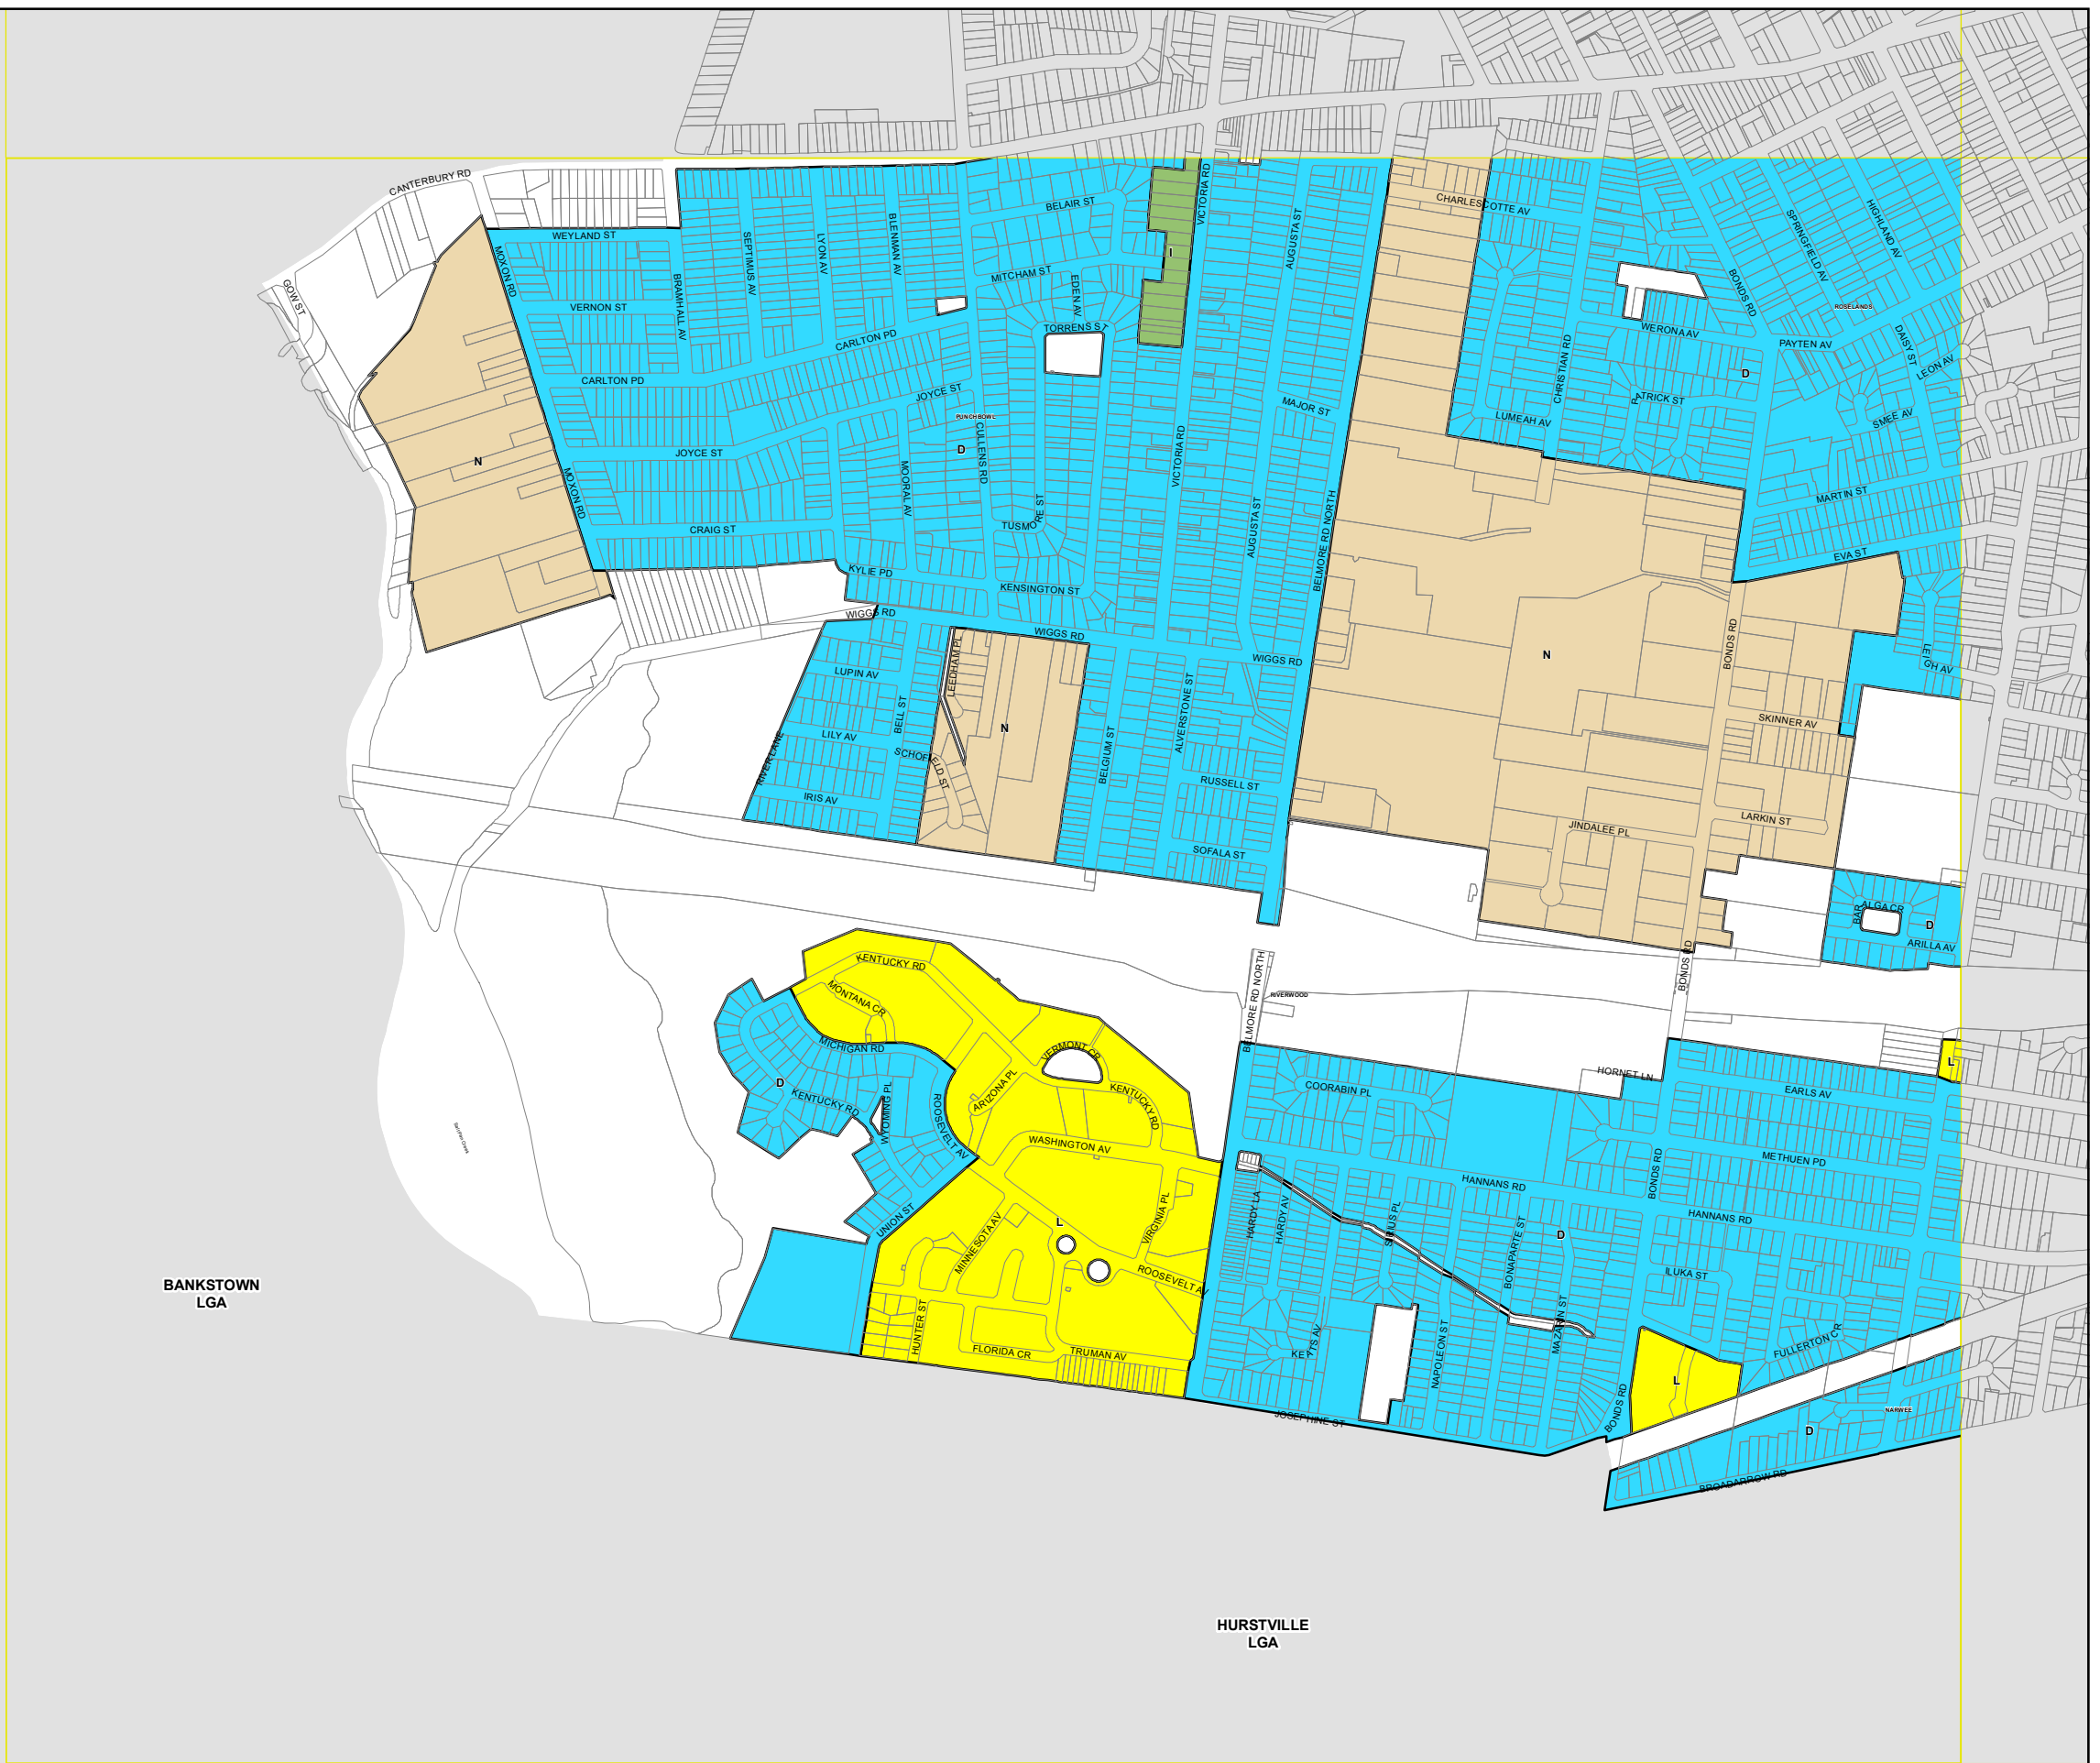 CANTERBURY RD
GOW ST
WEYLAND ST
MOXON RD
SEPTIMUS AV
LYON AV
BLENMAN AV
BELAIR ST
VICTORIA RD
I
AUGUSTA ST
CHARLESCOTTE AV
SPRINGFIELD AV
HIGHLAND AV
BONDS RD
ROSELANDS
VERNON ST
BRAMHALL AV
MITCHAM ST
EDEN AV
TORRENS ST
CARLTON PD
WERONA AV
PAYTEN AV
DAISY ST
LEON AV
CHRISTIAN RD
D
CARLTON PD
JOYCE ST
PUNCHBOWL
D
CULLENS RD
MAJOR ST
PATRICK ST
LUMEAH AV
SMEE AV
N
JOYCE ST
MOXON RD
MOORAL AV
VICTORIA RD
MARTIN ST
CRAIG ST
TUSMORE ST
AUGUSTA ST
BELMORE RD NORTH
EVA ST
KYLIE PD
KENSINGTON ST
WIGGS RD
WIGGS RD
WIGGS RD
N
BONDS RD
LEIGH AV
LUPIN AV
LEEDHAM PL
BELL ST
N
ALVERSTONE ST
SKINNER AV
LILY AV
SCHOFIELD ST
BELGIUM ST
RIVER LANE
RUSSELL ST
IRIS AV
LARKIN ST
JINDALEE PL
SOFALA ST
BARALGA CR
D
ARILLA AV
KENTUCKY RD
MONTANA CR
BELMORE RD NORTH
RIVERWOOD
BONDS RD
MICHIGAN RD
VERMONT CR
HORNET LN
L
D
KENTUCKY RD
WYOMING PL
ROOSEVELT AV
ARIZONA PL
KENTUCKY RD
COORABIN PL
EARLS AV
WASHINGTON AV
METHUEN PD
BONDS RD
HANNANS RD
HANNANS RD
UNION ST
MINNESOTA AV
L
VIRGINIA PL
HARDY LA
HARDY AV
SIRIUS PL
BONAPARTE ST
D
ROOSEVELT AV
ILUKA ST
BANKSTOWN
LGA
HUNTER ST
FLORIDA CR
TRUMAN AV
KEYTS AV
NAPOLEON ST
MAZARIN ST
FULLERTON CR
L
BONDS RD
JOSEPHINE ST
NARWEE
D
BROADARROW RD
HURSTVILLE
LGA